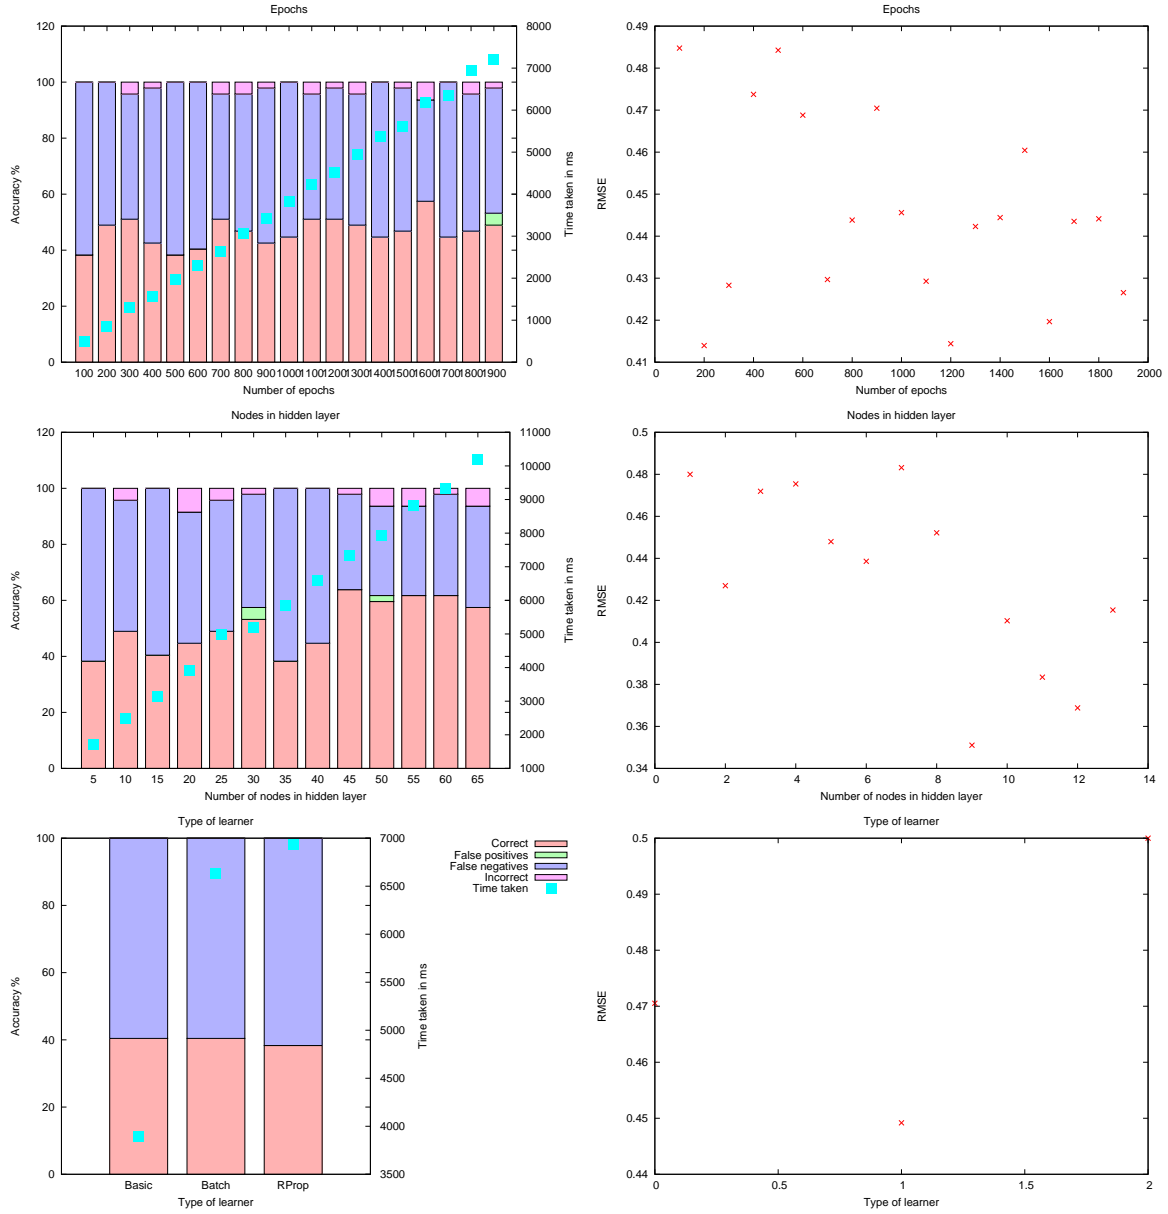 Epochs
120
100
80
60
40
20
0
Accuracy %
8000
7000
6000
5000
4000
3000
2000
1000
0
Time taken in ms
100 200 300 400 500 600 700 800 900 1000 1100 1200 1300 1400 1500 1600 1700 1800 1900
Number of epochs
Epochs
0.49
0.48
0.47
0.46
0.45
0.44
0.43
0.42
0.41
RMSE
0 200 400 600 800 1000 1200 1400 1600 1800 2000
Number of epochs
Nodes in hidden layer
120
100
80
60
40
20
0
Accuracy %
11000
10000
9000
8000
7000
6000
5000
4000
3000
2000
1000
Time taken in ms
5 10 15 20 25 30 35 40 45 50 55 60 65
Number of nodes in hidden layer
Nodes in hidden layer
0.5
0.48
0.46
0.44
0.42
0.4
0.38
0.36
0.34
RMSE
0 2 4 6 8 10 12 14
Number of nodes in hidden layer
Type of learner
100
80
60
40
20
0
Accuracy %
7000
6500
6000
5500
5000
4500
4000
3500
Time taken in ms
Basic Batch RProp
Type of learner
Correct
False positives
False negatives
Incorrect
Time taken
Type of learner
0.5
0.49
0.48
0.47
0.46
0.45
0.44
RMSE
0 0.5 1 1.5 2
Type of learner